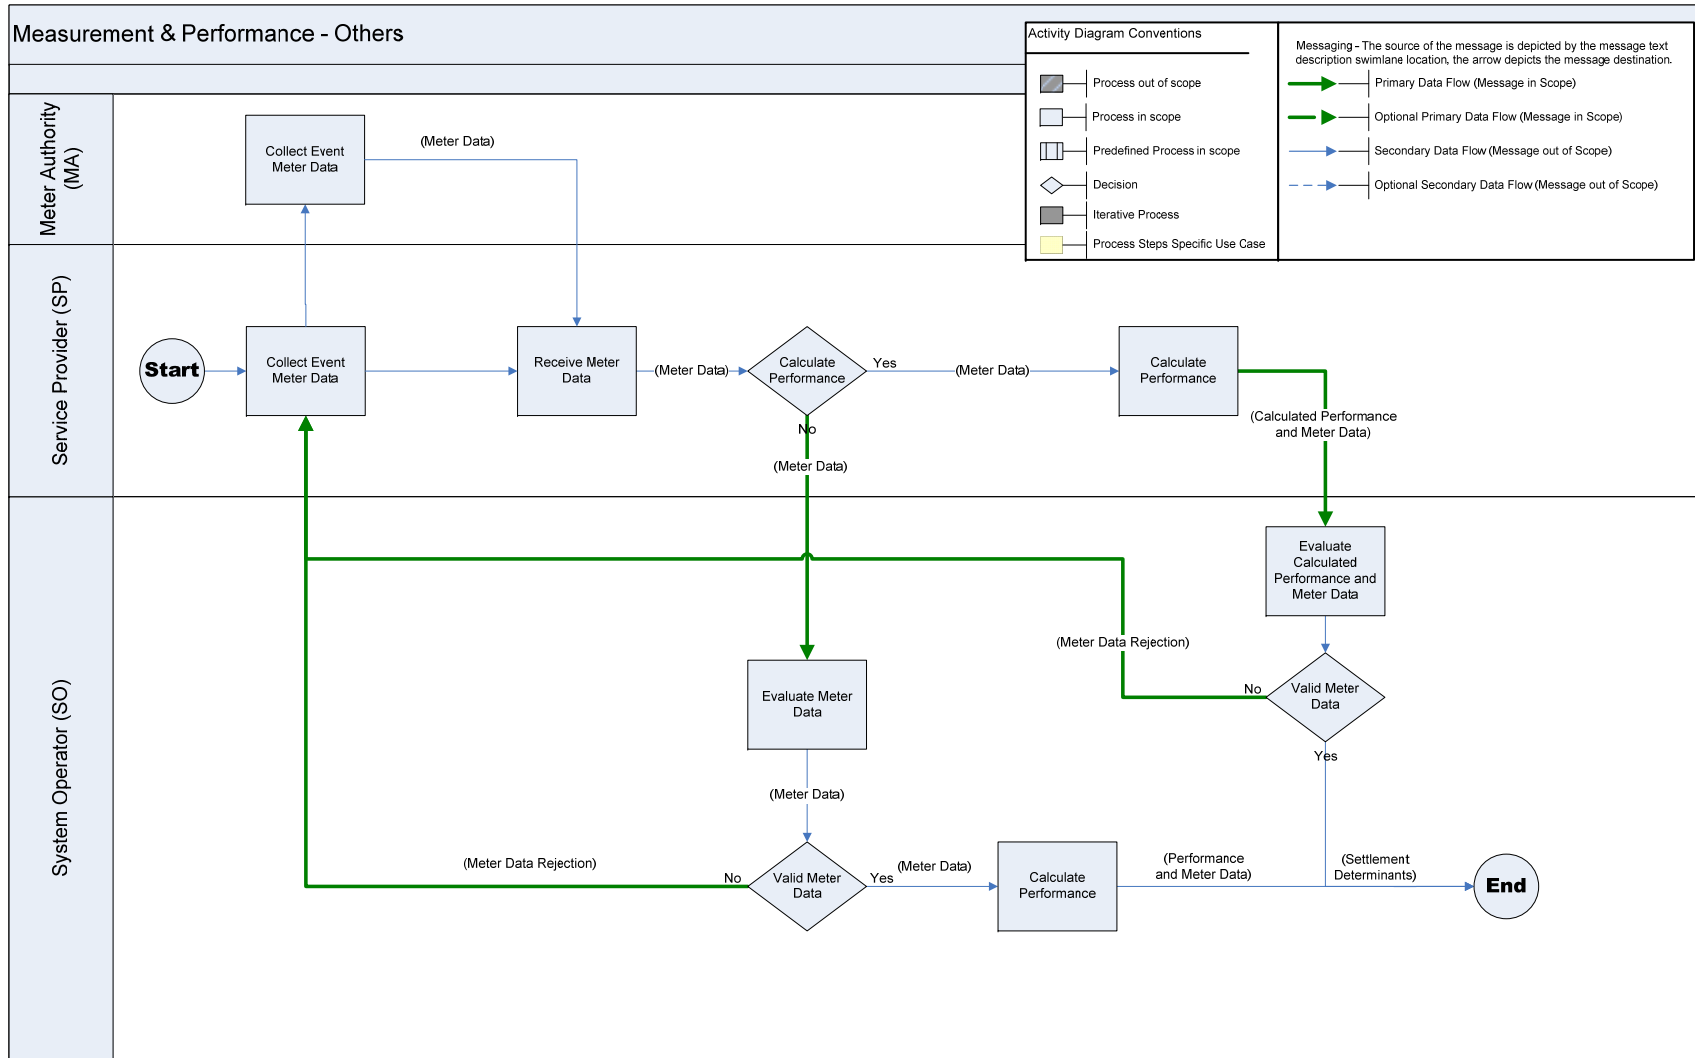 Measurement & Performance - Others
Activity Diagram Conventions
Process out of scope
Process in scope
Predefined Process in scope
Decision
Iterative Process
Process Steps Specific Use Case
Messaging - The source of the message is depicted by the message text
description swimlane location, the arrow depicts the message destination.
Primary Data Flow (Message in Scope)
Optional Primary Data Flow (Message in Scope)
Secondary Data Flow (Message out of Scope)
Optional Secondary Data Flow (Message out of Scope)
Meter Authority
(MA)
Collect Event
Meter Data
(Meter Data)
Service Provider (SP)
Start
Collect Event
Meter Data
Receive Meter
Data
(Meter Data)
Calculate
Performance
Yes
(Meter Data)
Calculate
Performance
No
(Meter Data)
(Calculated Performance
and Meter Data)
System Operator (SO)
Evaluate
Calculated
Performance and
Meter Data
(Meter Data Rejection)
No
Valid Meter
Data
Yes
Evaluate Meter
Data
(Meter Data)
(Meter Data Rejection)
No
Valid Meter
Data
Yes
(Meter Data)
Calculate
Performance
(Performance
and Meter Data)
(Settlement
Determinants)
End